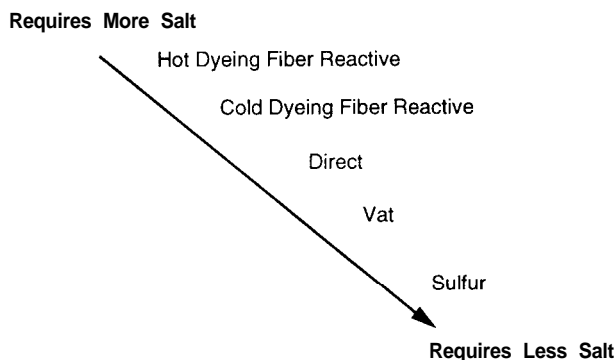 Requires More Salt
Hot Dyeing Fiber Reactive
Cold Dyeing Fiber Reactive
Direct
Vat
Sulfur
Requires Less Salt